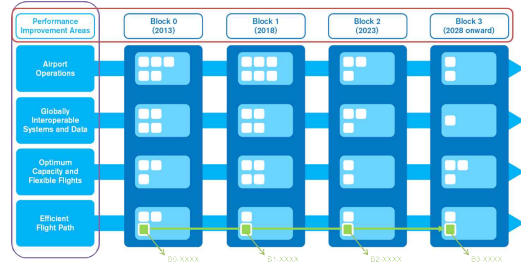 Performance
Improvement Areas
Block 0
(2013)
Block 1
(2018)
Block 2
(2023)
Block 3
(2028 onward)
Airport
Operations
Globally
Interoperable
Systems and Data
Optimum
Capacity and
Flexible Flights
Efficient
Flight Path
B0-XXXX
B1-XXXX
B2-XXXX
B3-XXXX